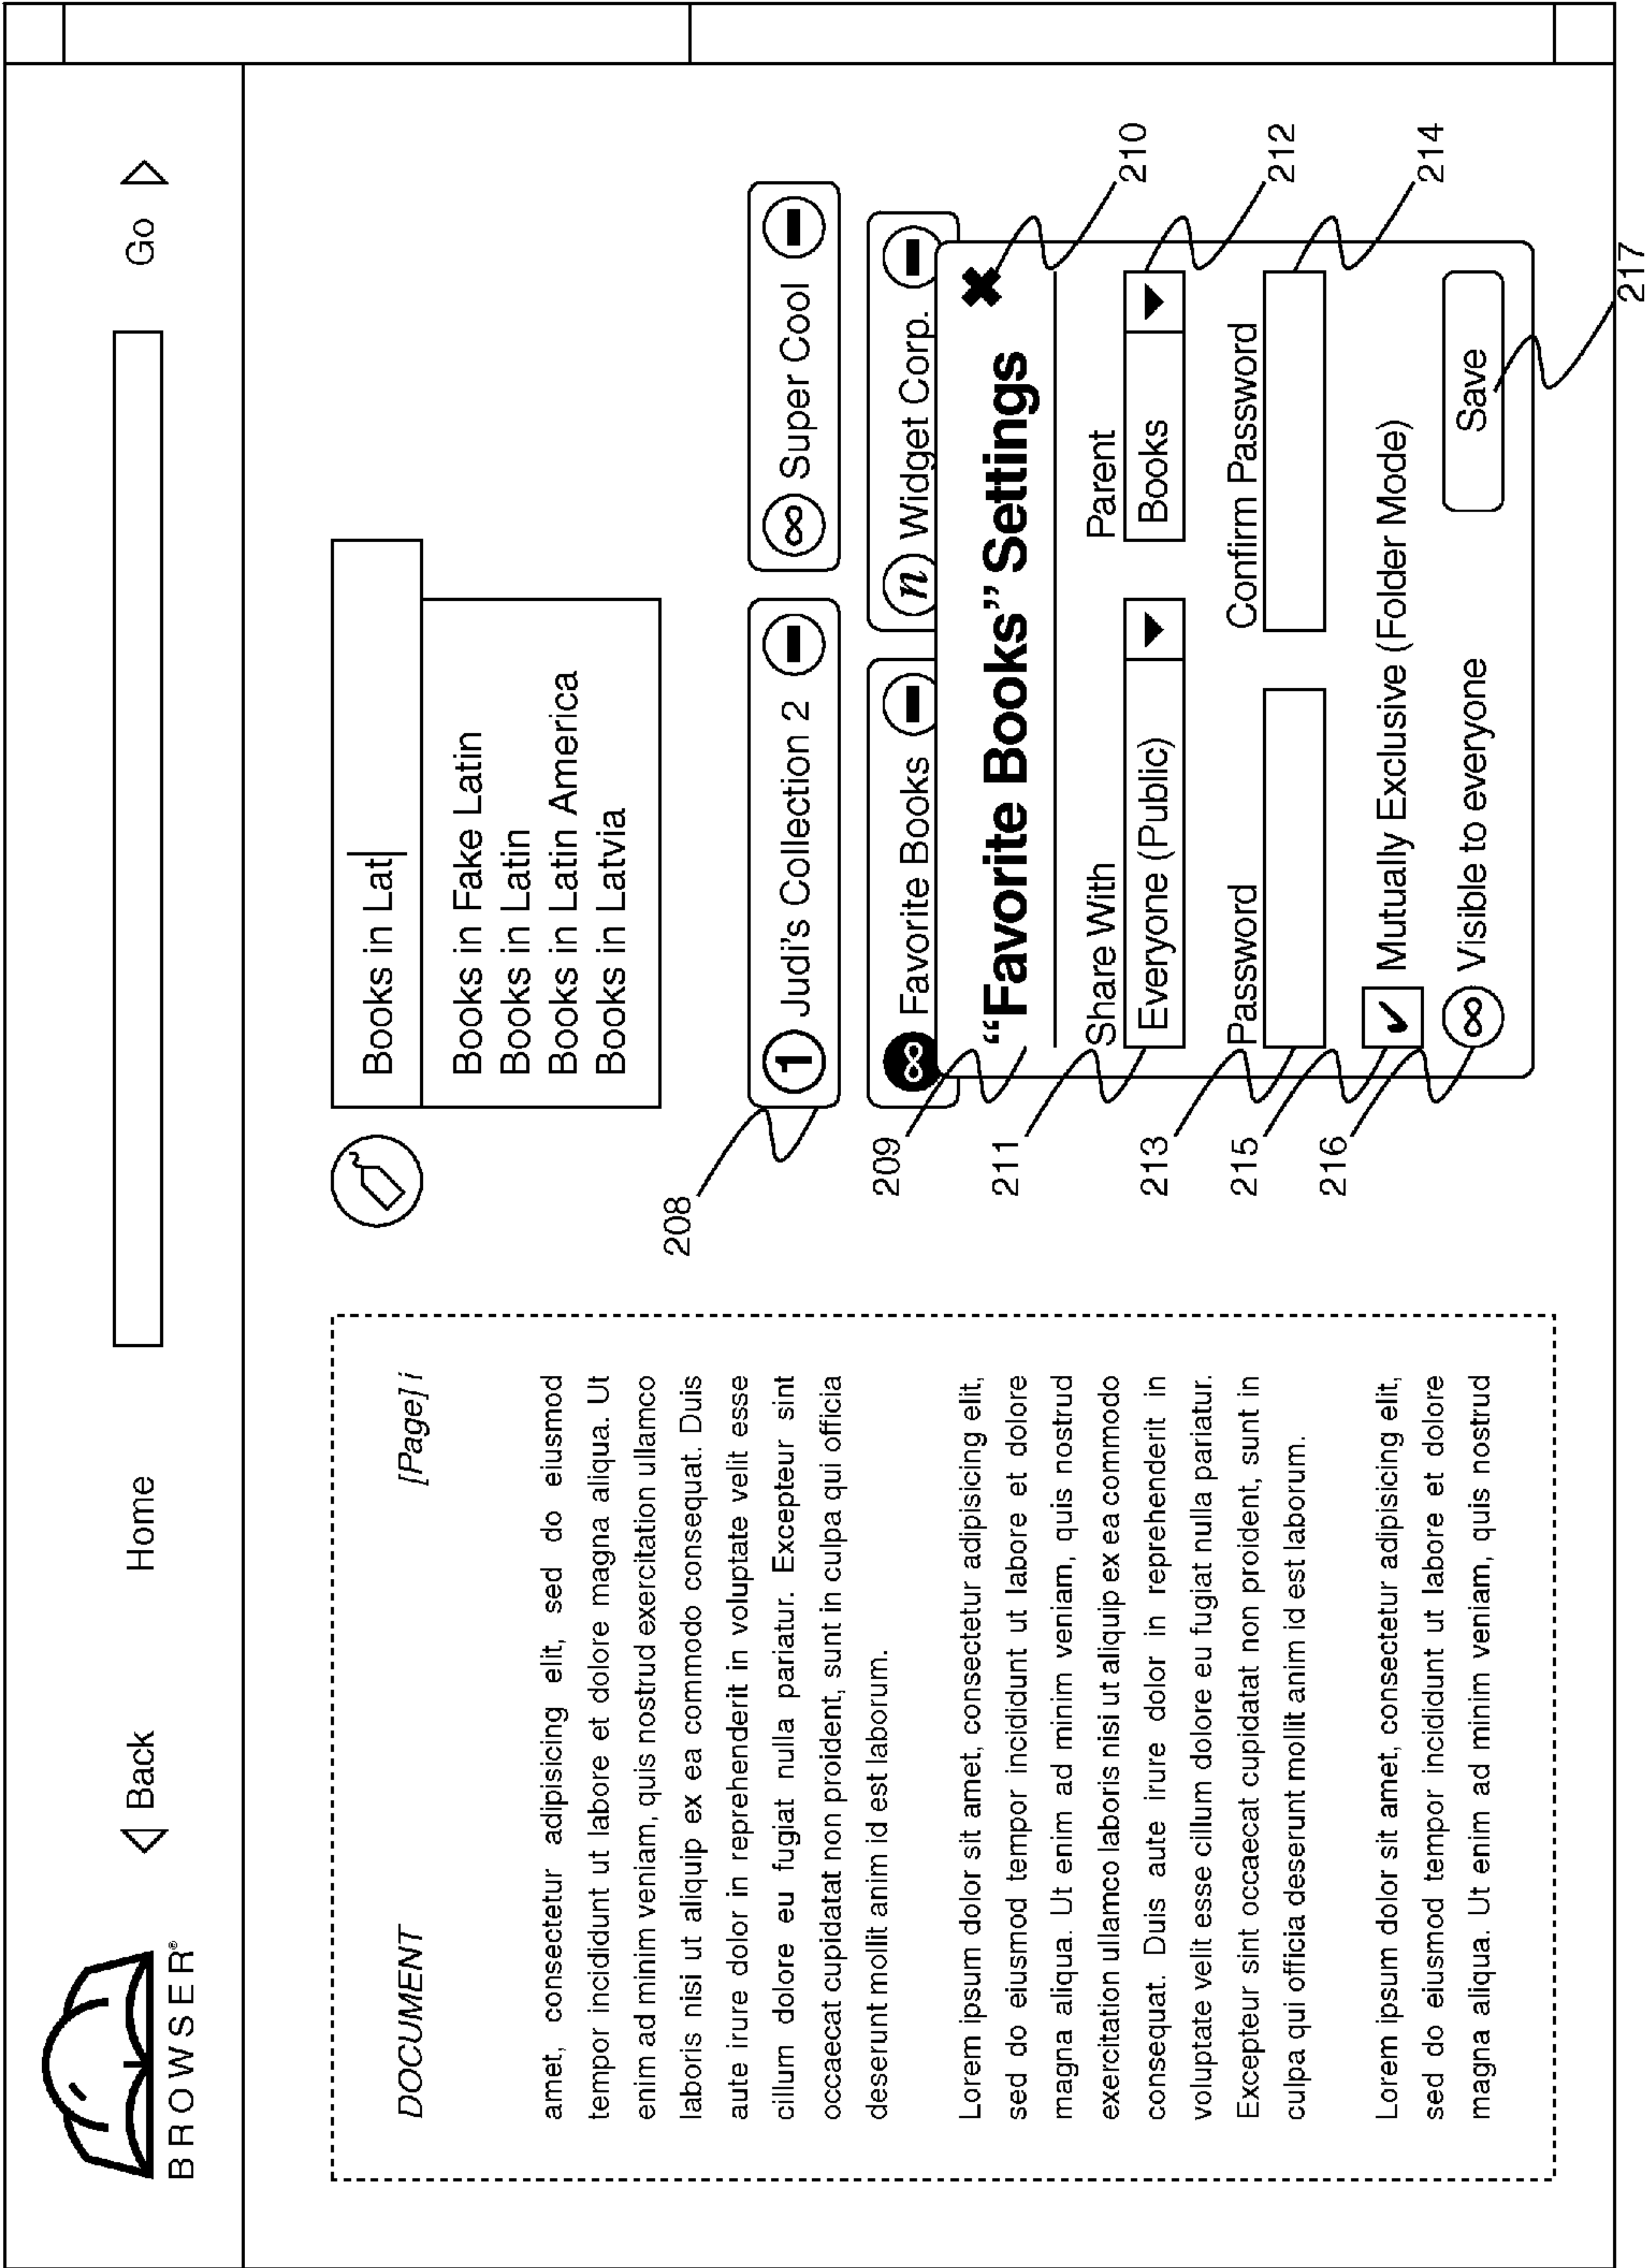 BROWSER®
Back
Home
Go
DOCUMENT
[Page] i
amet, consectetur adipisicing elit, sed do eiusmod
tempor incididunt ut labore et dolore magna aliqua. Ut
enim ad minim veniam, quis nostrud exercitation ullamco
laboris nisi ut aliquip ex ea commodo consequat. Duis
aute irure dolor in reprehenderit in voluptate velit esse
cillum dolore eu fugiat nulla pariatur. Excepteur sint
occaecat cupidatat non proident, sunt in culpa qui officia
deserunt mollit anim id est laborum.
Lorem ipsum dolor sit amet, consectetur adipisicing elit,
sed do eiusmod tempor incididunt ut labore et dolore
magna aliqua. Ut enim ad minim veniam, quis nostrud
exercitation ullamco laboris nisi ut aliquip ex ea commodo
consequat. Duis aute irure dolor in reprehenderit in
voluptate velit esse cillum dolore eu fugiat nulla pariatur.
Excepteur sint occaecat cupidatat non proident, sunt in
culpa qui officia deserunt mollit anim id est laborum.
Lorem ipsum dolor sit amet, consectetur adipisicing elit,
sed do eiusmod tempor incididunt ut labore et dolore
magna aliqua. Ut enim ad minim veniam, quis nostrud
Books in Lat
Books in Fake Latin
Books in Latin
Books in Latin America
Books in Latvia
208
1 Judi's Collection 2
∞ Super Cool
∞ Favorite Books
n Widget Corp.
209
“Favorite Books” Settings
210
211
Share With
Parent
Everyone (Public)
Books
212
213
Password
Confirm Password
214
215
Mutually Exclusive (Folder Mode)
216
∞ Visible to everyone
Save
217